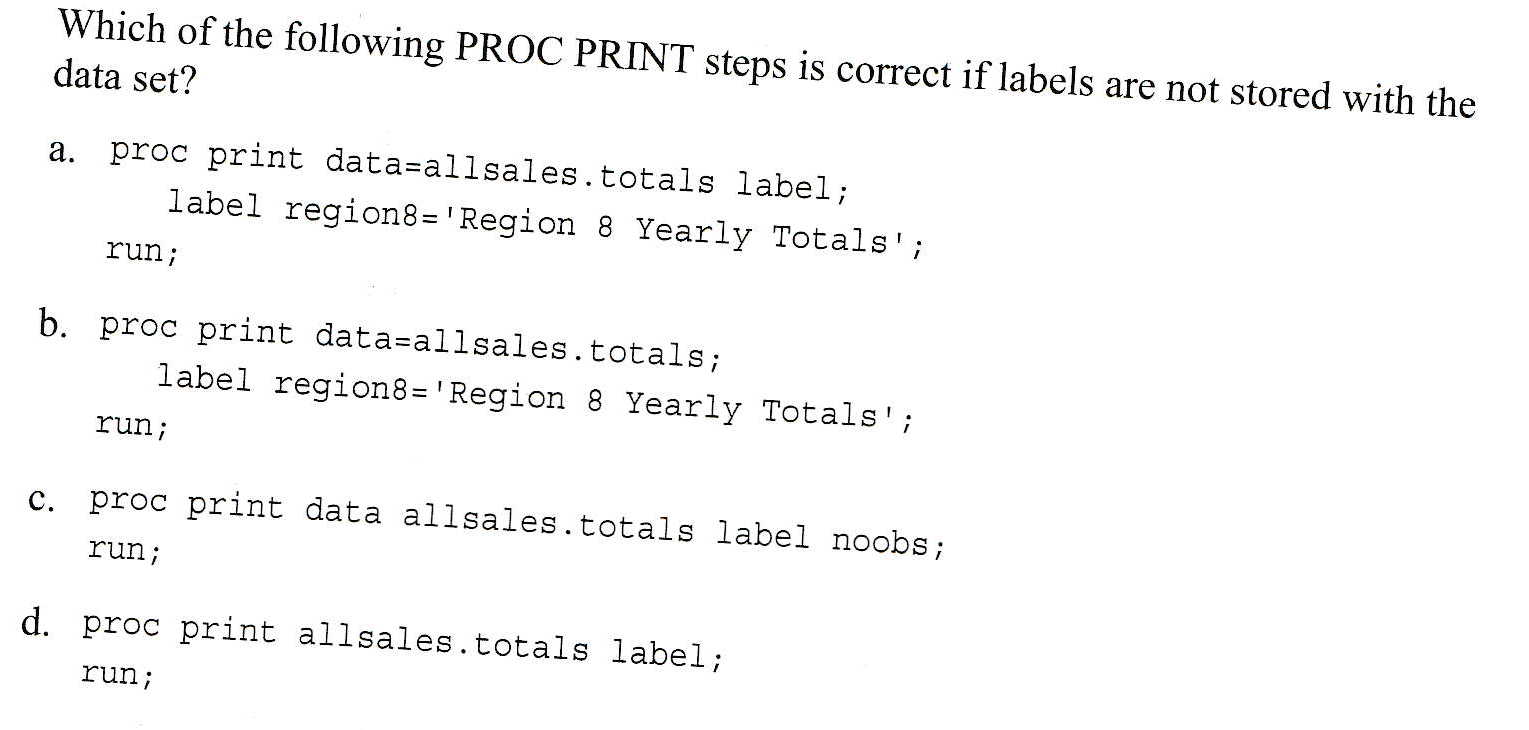 Which of the following PROC PRINT steps is correct if labels are not stored with the
data set?
a. proc print data=allsales.totals label;
label region8='Region 8 Yearly Totals';
run;
b. proc print data=allsales.totals;
label region8='Region 8 Yearly Totals';
run;
c. proc print data allsales.totals label noobs;
run;
d. proc print allsales.totals label;
run;